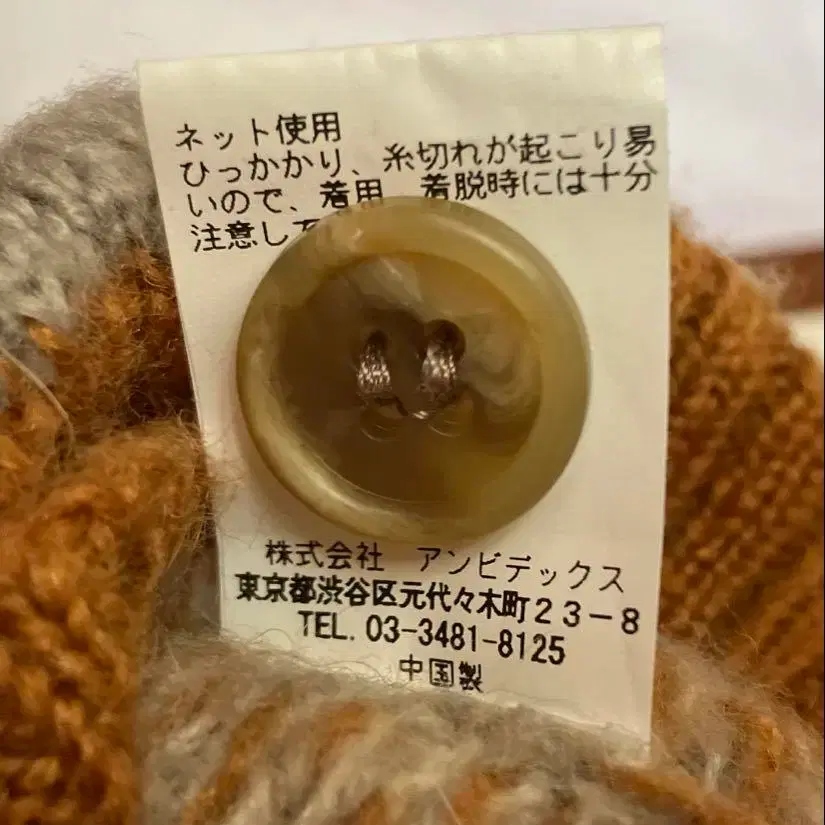 ネット使用
ひっかかり、糸切れが起こり易
いので、着用 着脱時には十分
注意し
株式会社 アンビデックス
東京都渋谷区元代々木町23-8
TEL. 03-3481-8125
中国製